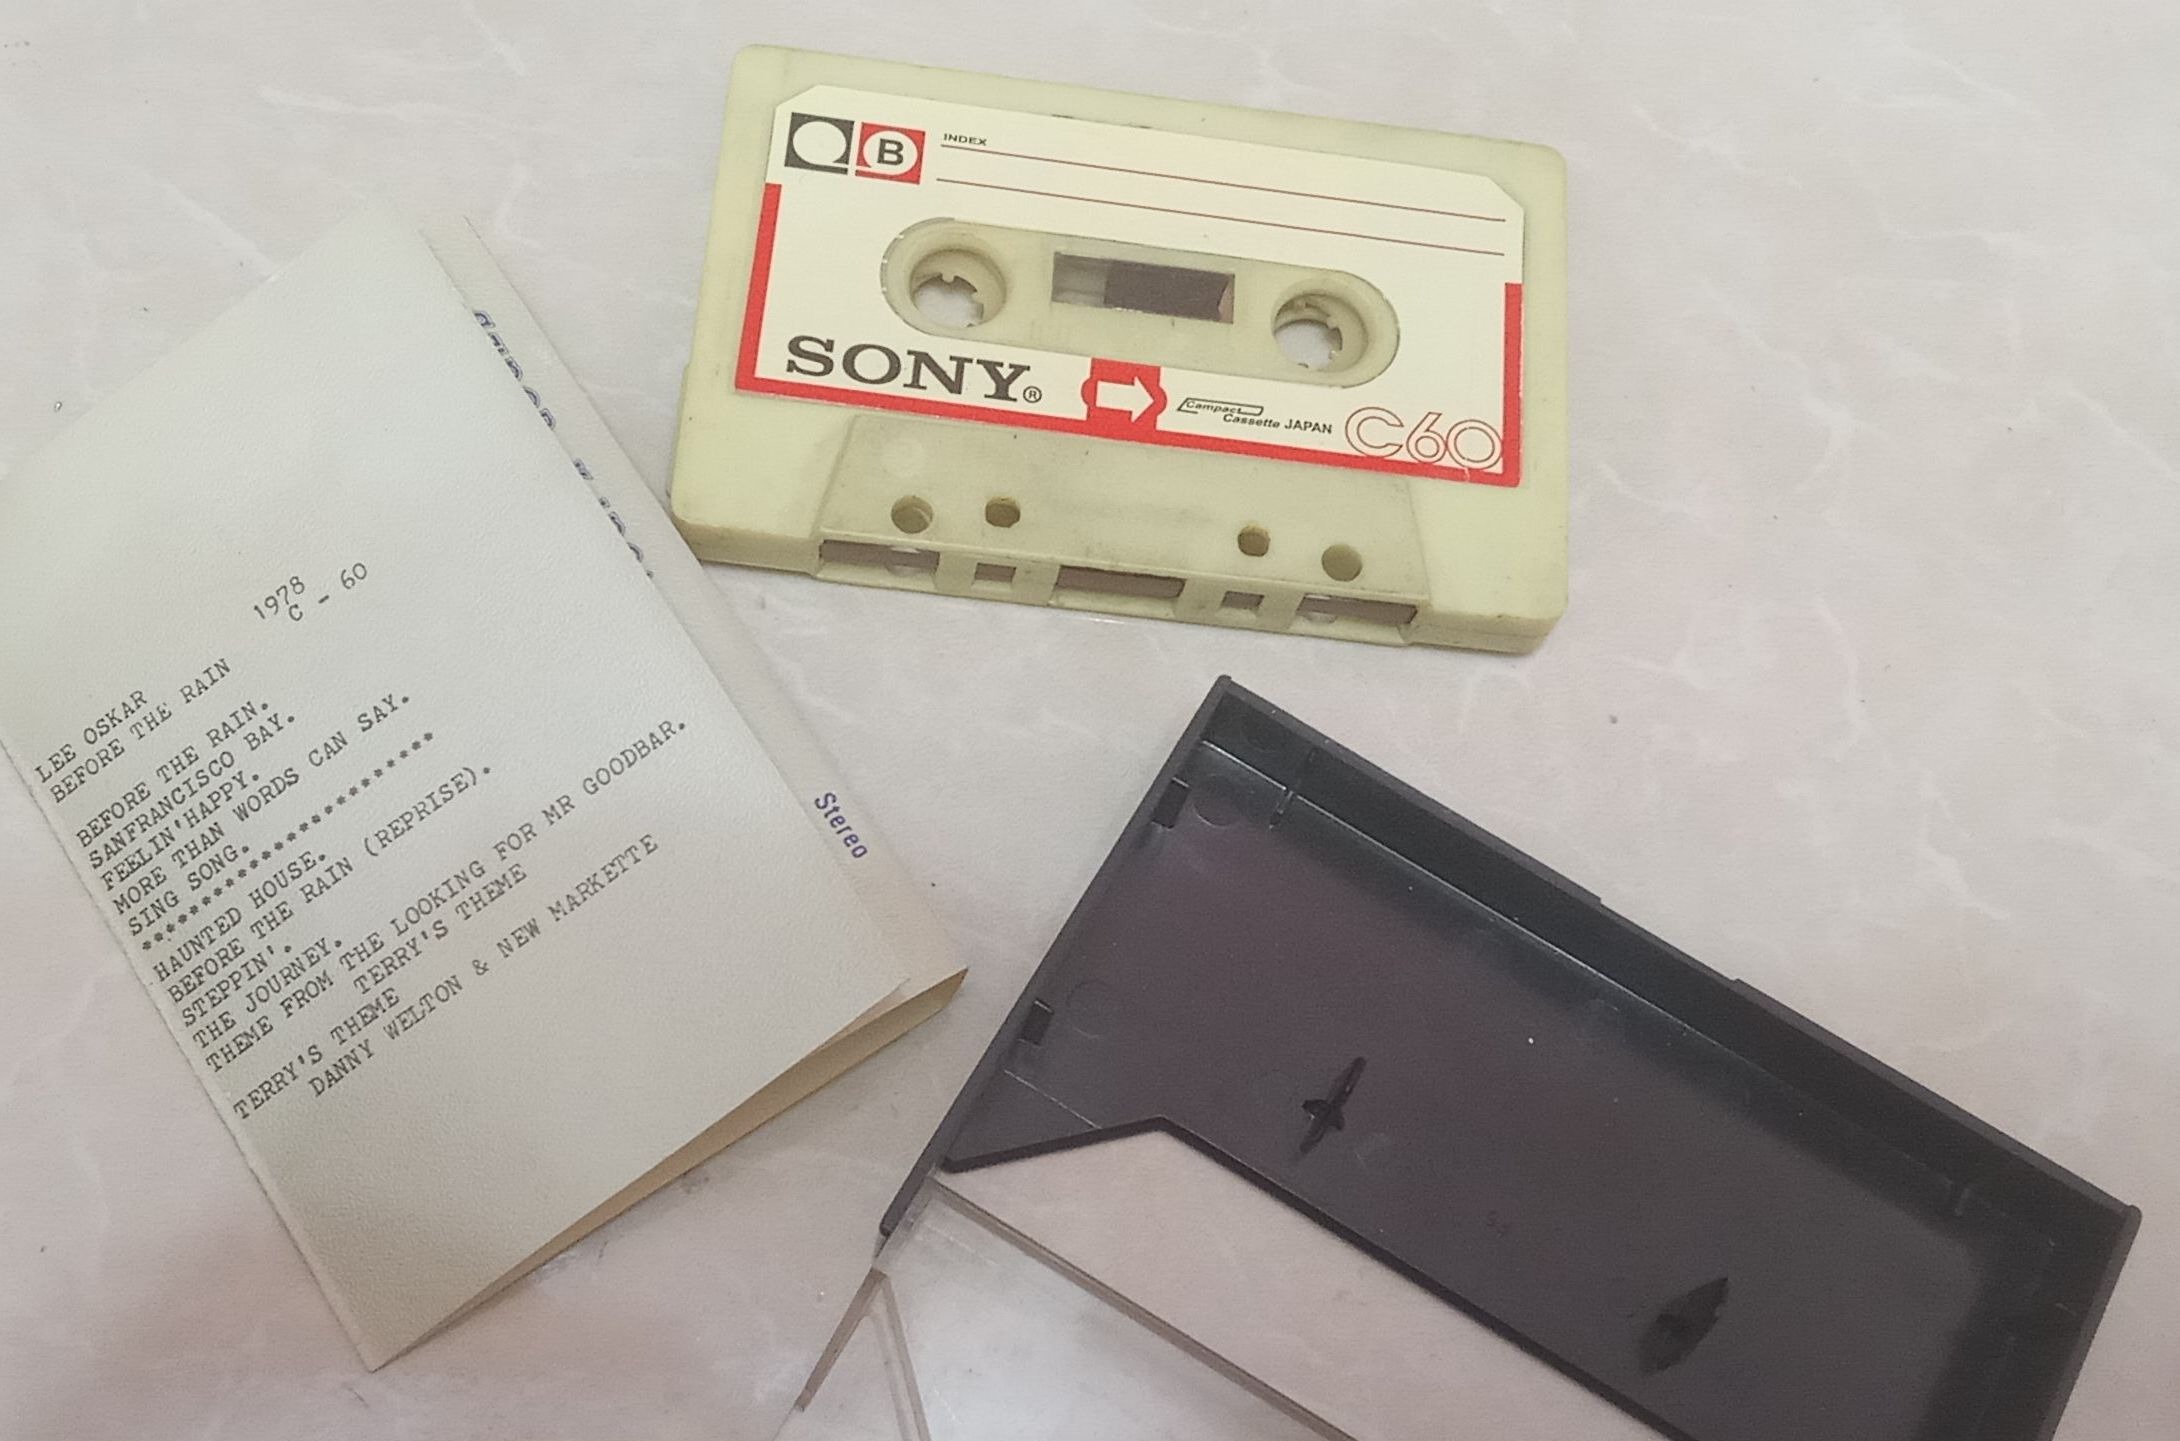 B
INDEX
SONY®
Compact
Cassette JAPAN
C60
1978
C - 60
LEE OSKAR
BEFORE THE RAIN
BEFORE THE RAIN.
SANFRANCISCO BAY.
FEELIN'HAPPY.
MORE THAN WORDS CAN SAY.
SING SONG.
*************************
HAUNTED HOUSE.
BEFORE THE RAIN (REPRISE).
STEPPIN'.
THE JOURNEY.
THEME FROM THE LOOKING FOR MR GOODBAR.
TERRY'S THEME
TERRY'S THEME
DANNY WELTON & NEW MARKETTE
Stereo